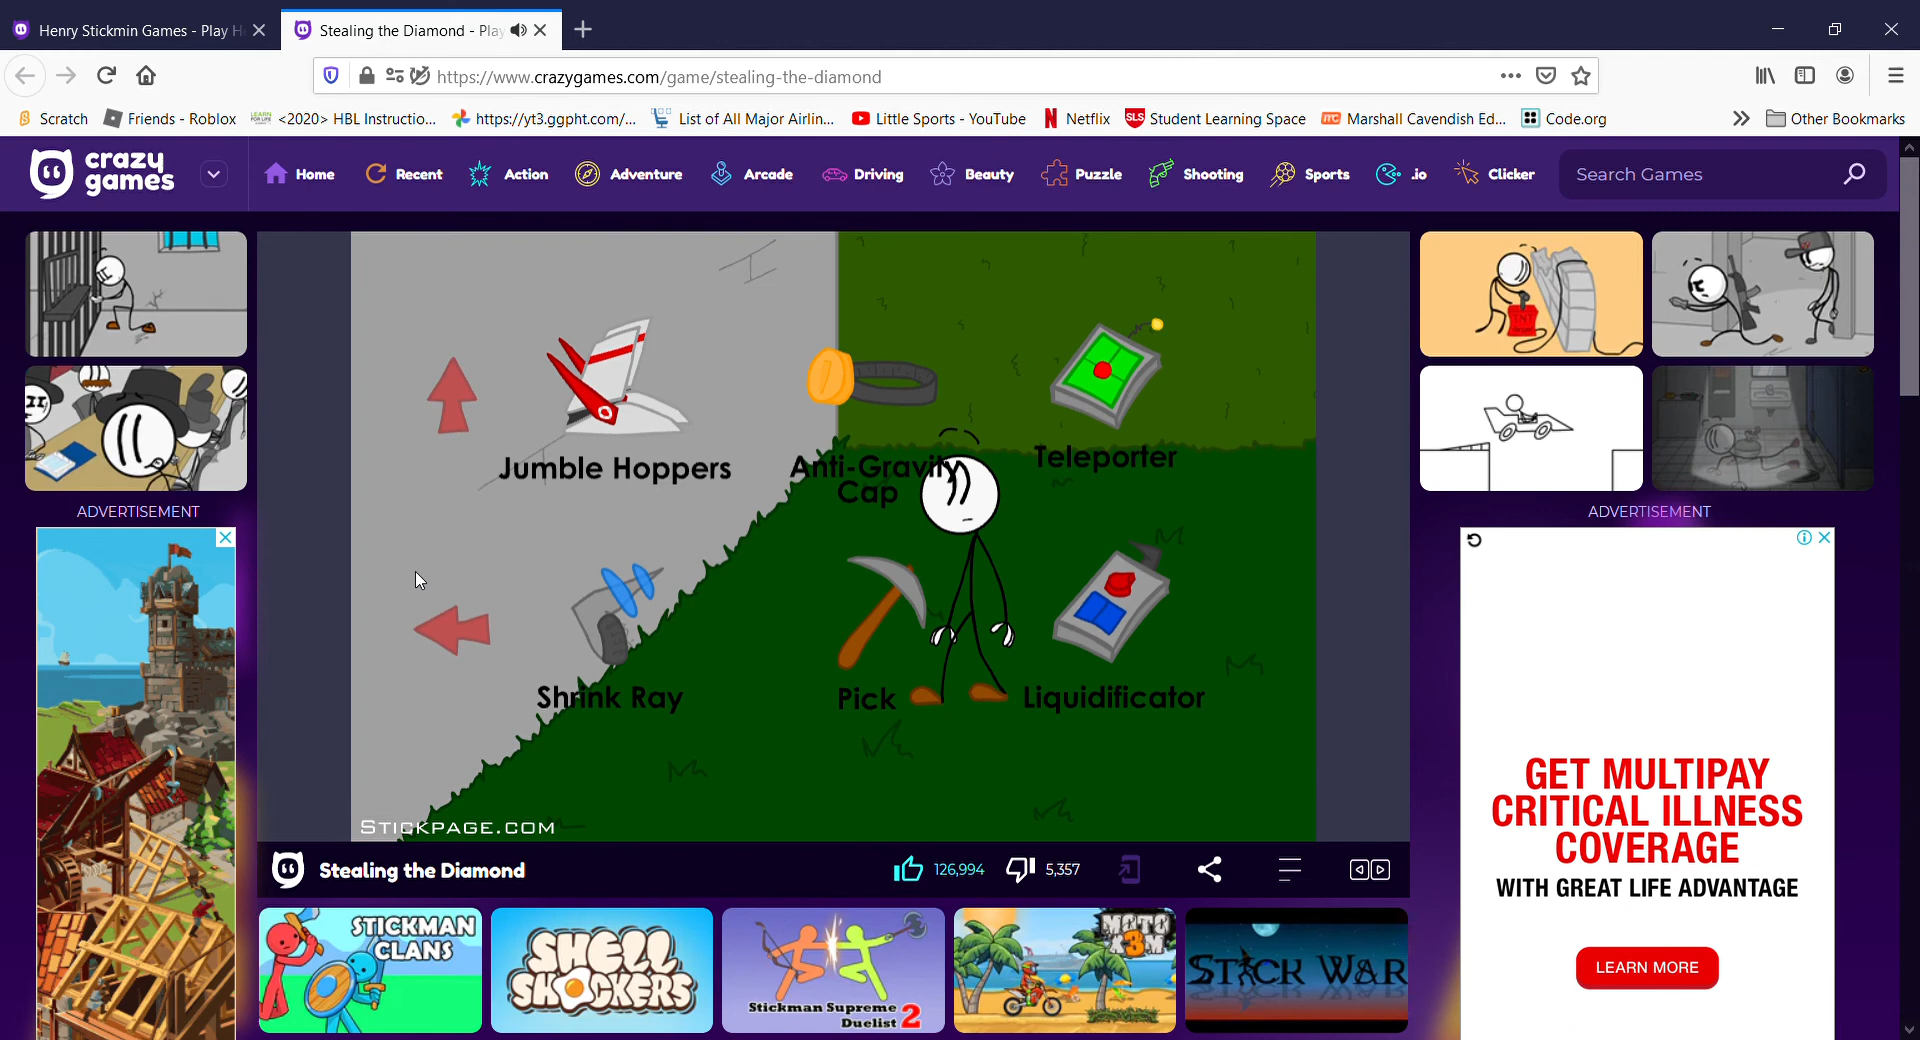 Henry Stickmin Games - Play H
Stealing the Diamond - Play
https://www.crazygames.com/game/stealing-the-diamond
Scratch
Friends - Roblox
<2020> HBL Instructio...
https://yt3.ggpht.com/...
List of All Major Airlin...
Little Sports - YouTube
Netflix
SLS
Student Learning Space
mc
Marshall Cavendish Ed...
Code.org
Other Bookmarks
crazy
games
Home
Recent
Action
Adventure
Arcade
Driving
Beauty
Puzzle
Shooting
Sports
.io
Clicker
Search Games
TNT
Jumble Hoppers
Anti-Gravity
Cap
Teleporter
Shrink Ray
Pick
Liquidificator
STICKPAGE.COM
ADVERTISEMENT
ADVERTISEMENT
GET MULTIPAY
CRITICAL ILLNESS
COVERAGE
WITH GREAT LIFE ADVANTAGE
LEARN MORE
Stealing the Diamond
126,994
5,357
STICKMAN
CLANS
SHELL
SHOCKERS
Stickman Supreme
Duelist 2
MOTO
X3M
STICK WAR